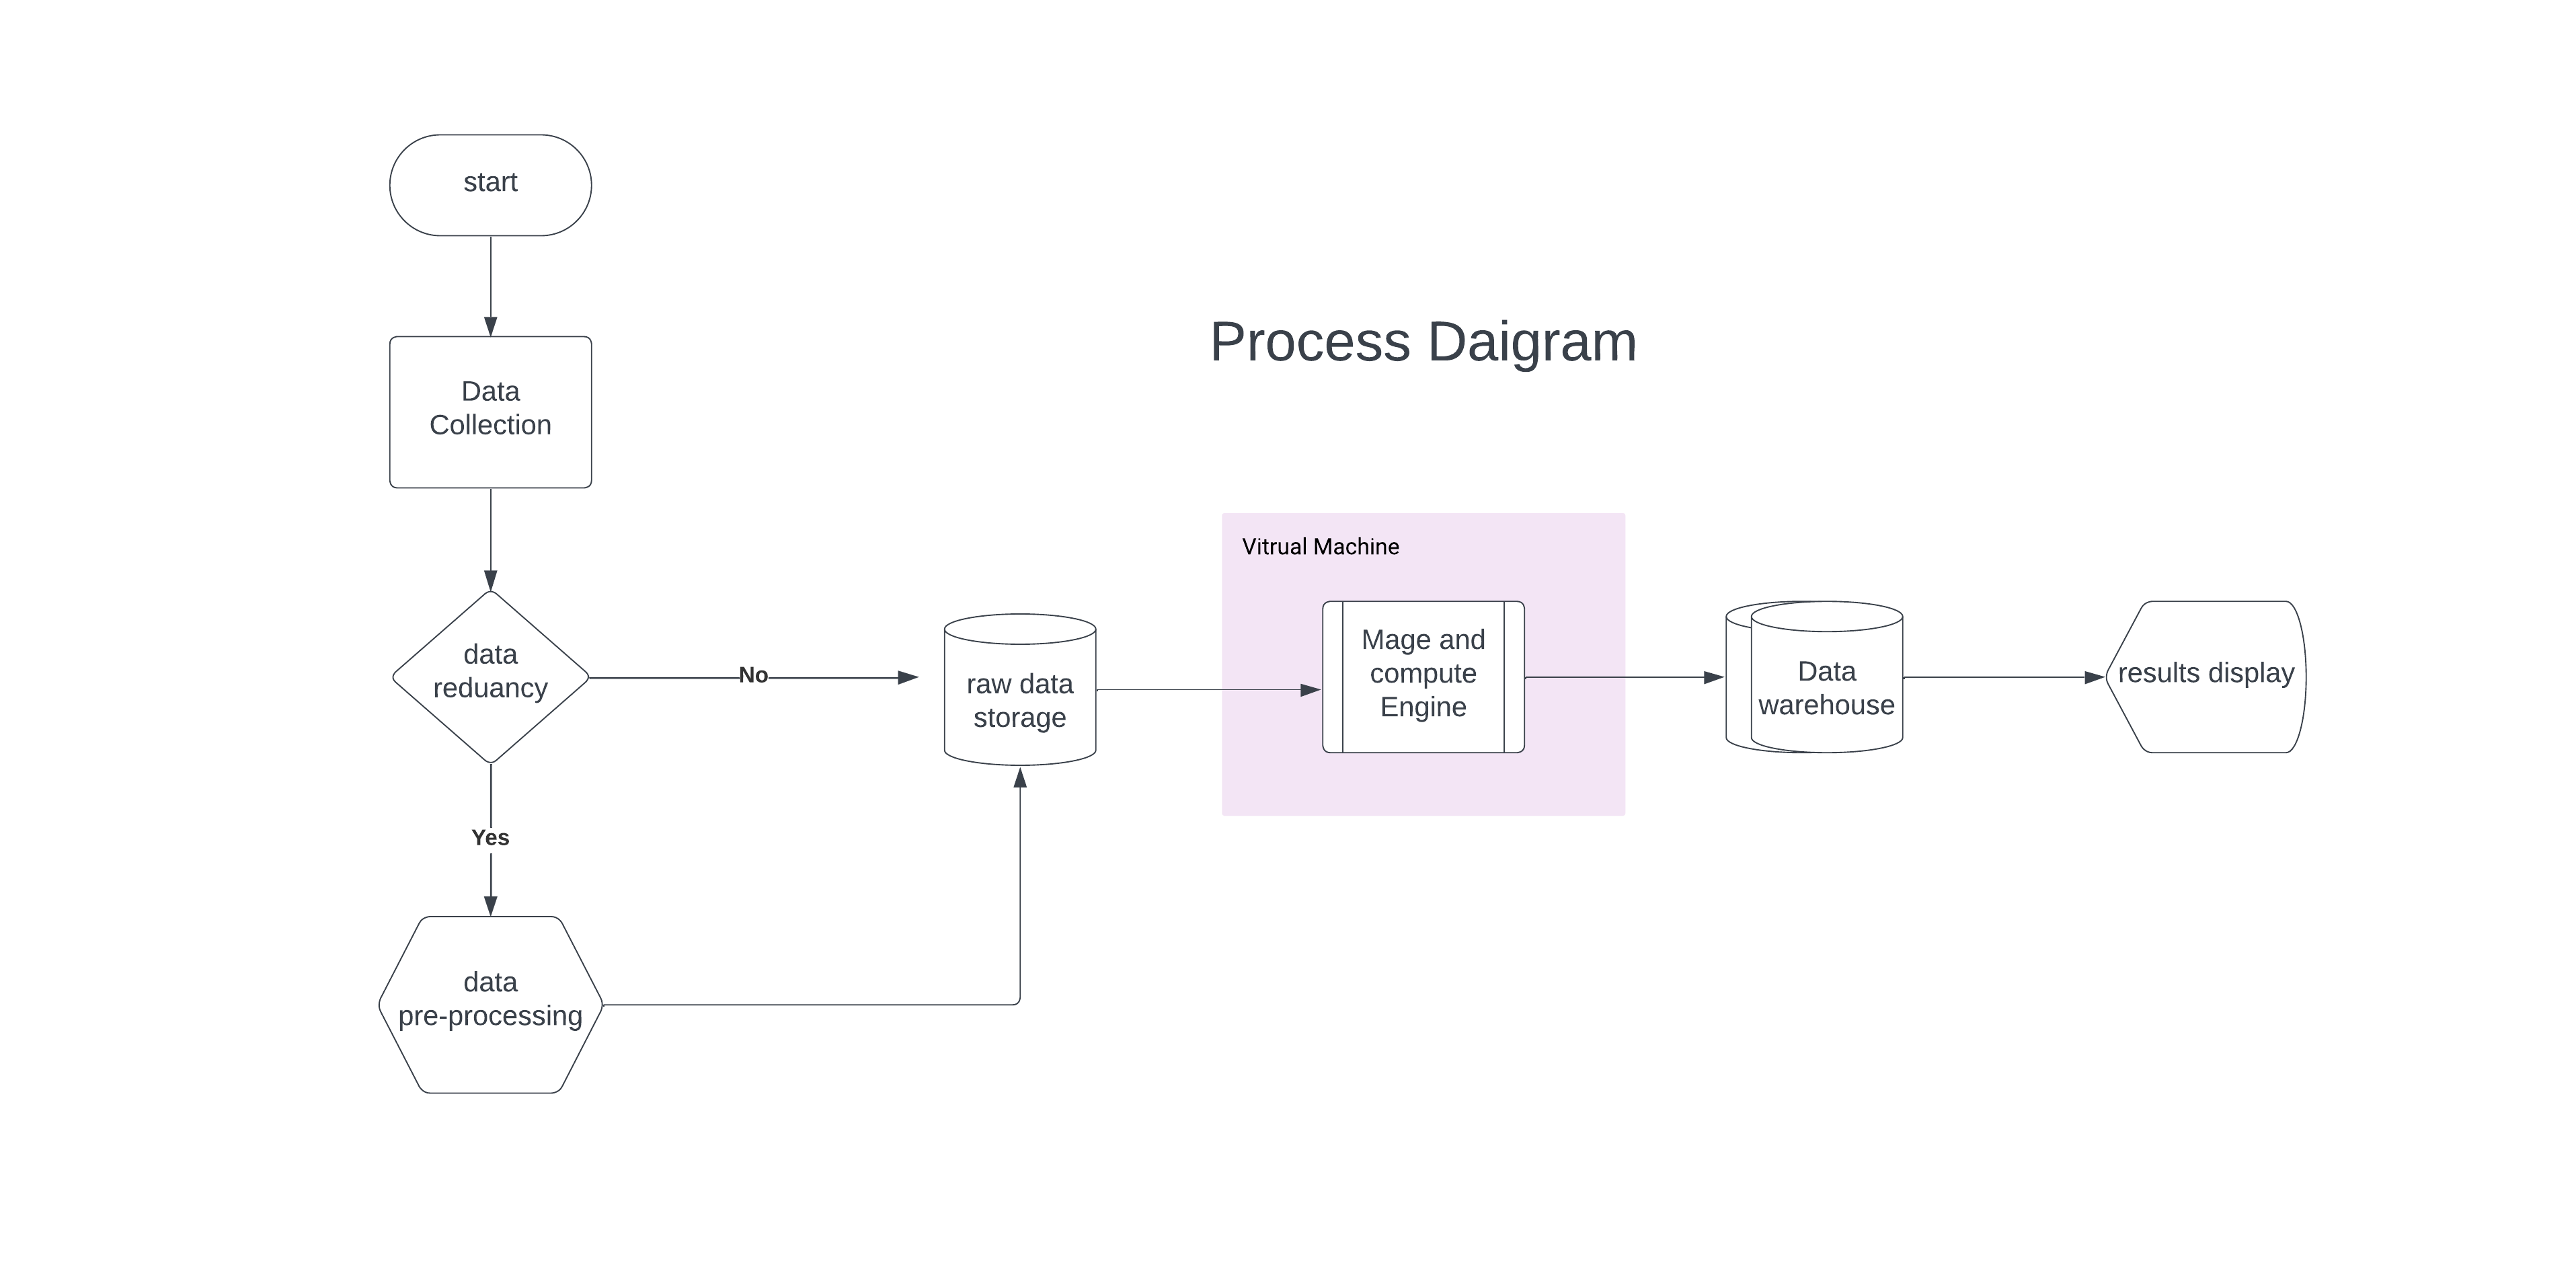 start
Data
Collection
Process Daigram
Vitrual Machine
data
reduancy
No
raw data
storage
Mage and
compute
Engine
Data
warehouse
results display
Yes
data
pre-processing